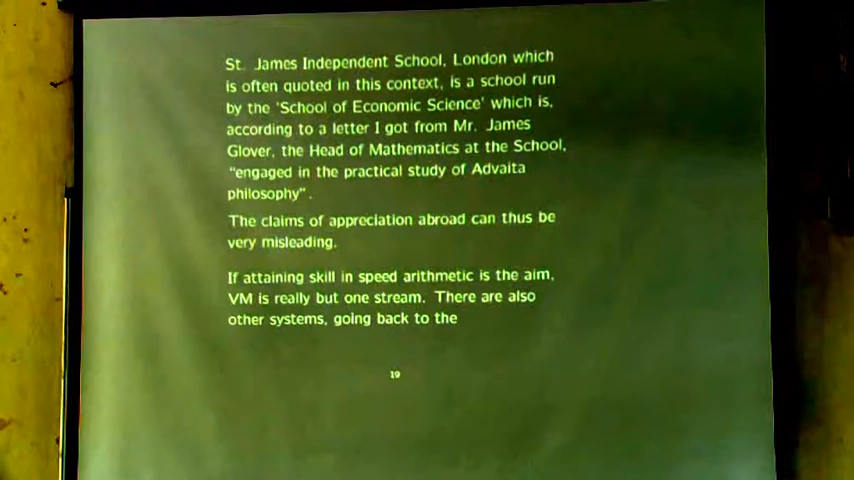 St. James Independent School, London which
is often quoted in this context, is a school run
by the 'School of Economic Science' which is,
according to a letter I got from Mr. James
Glover, the Head of Mathematics at the School,
"engaged in the practical study of Advaita
philosophy".
The claims of appreciation abroad can thus be
very misleading.
If attaining skill in speed arithmetic is the aim,
VM is really but one stream. There are also
other systems, going back to the
19